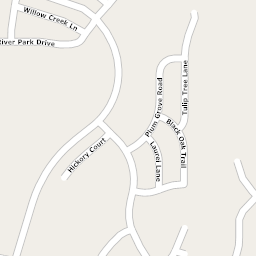 Willow Creek Ln
River Park Drive
Tulip Tree Lane
Plum Grove Road
Black Oak Trail
Laurel Lane
Hickory Court